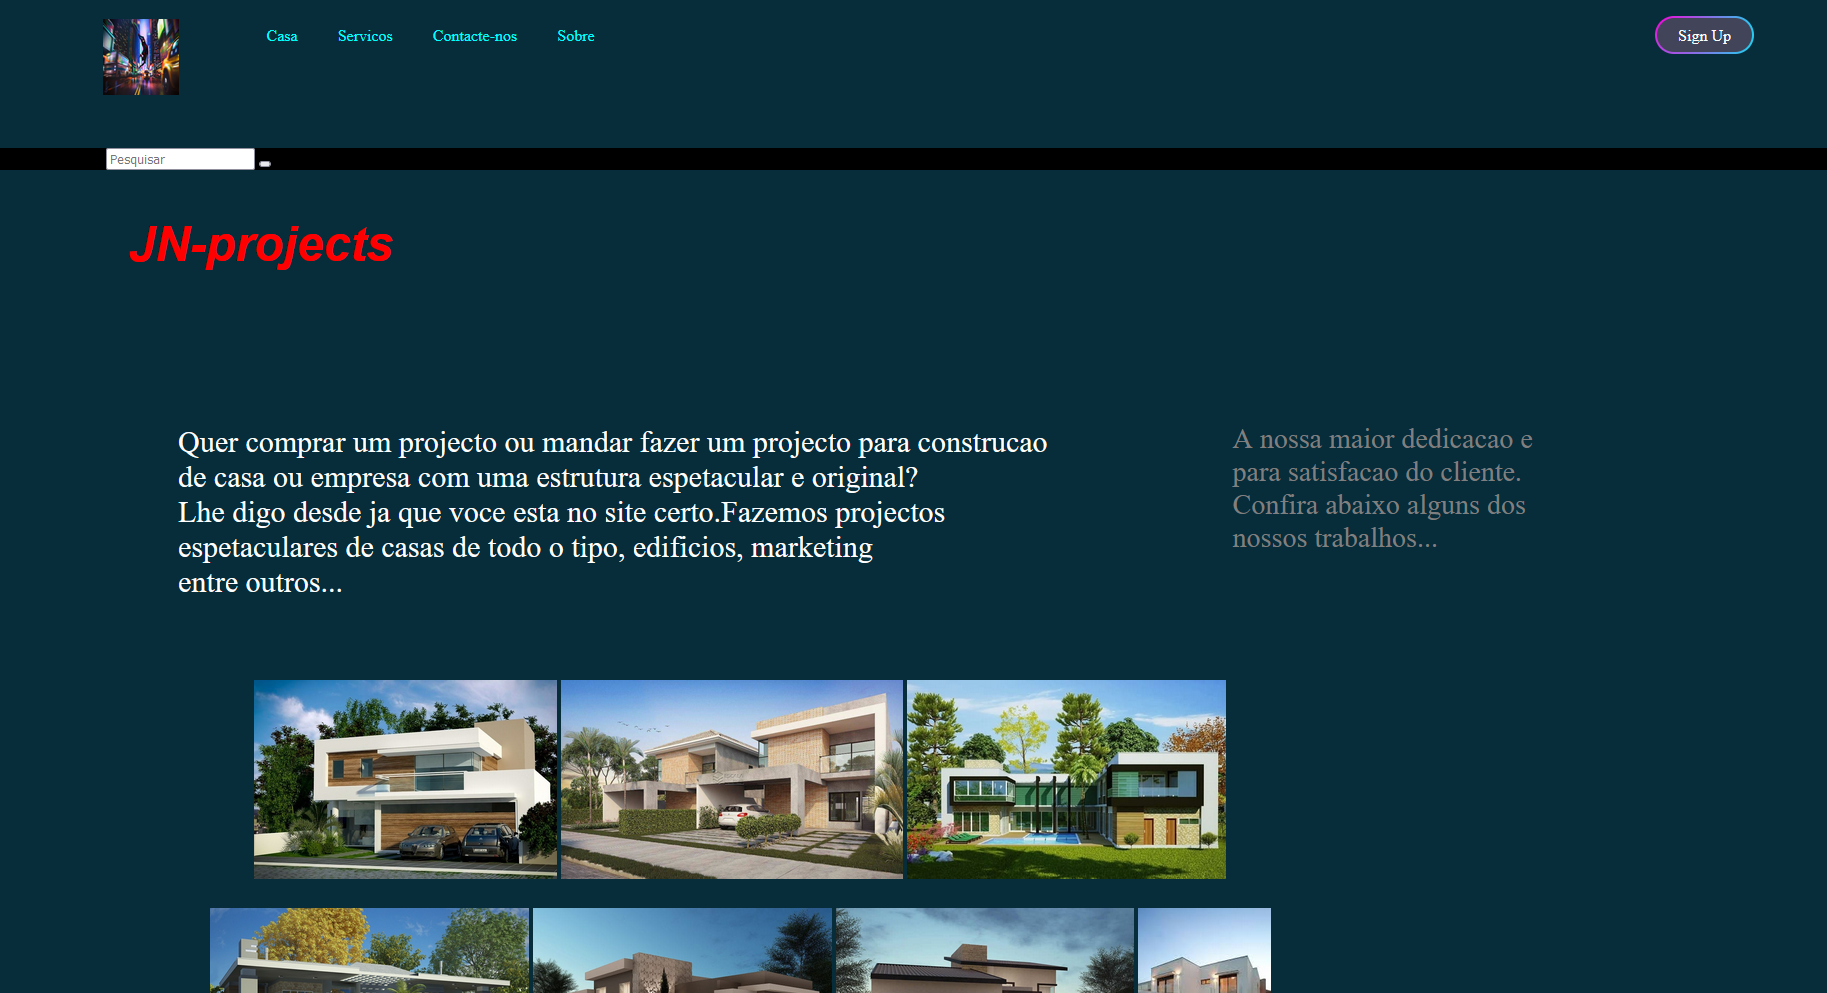 Casa Servicos Contacte-nos Sobre Sign Up
Pesquisar
JN-projects
Quer comprar um projecto ou mandar fazer um projecto para construcao
de casa ou empresa com uma estrutura espetacular e original?
Lhe digo desde ja que voce esta no site certo.Fazemos projectos
espetaculares de casas de todo o tipo, edificios, marketing
entre outros...
A nossa maior dedicacao e
para satisfacao do cliente.
Confira abaixo alguns dos
nossos trabalhos...